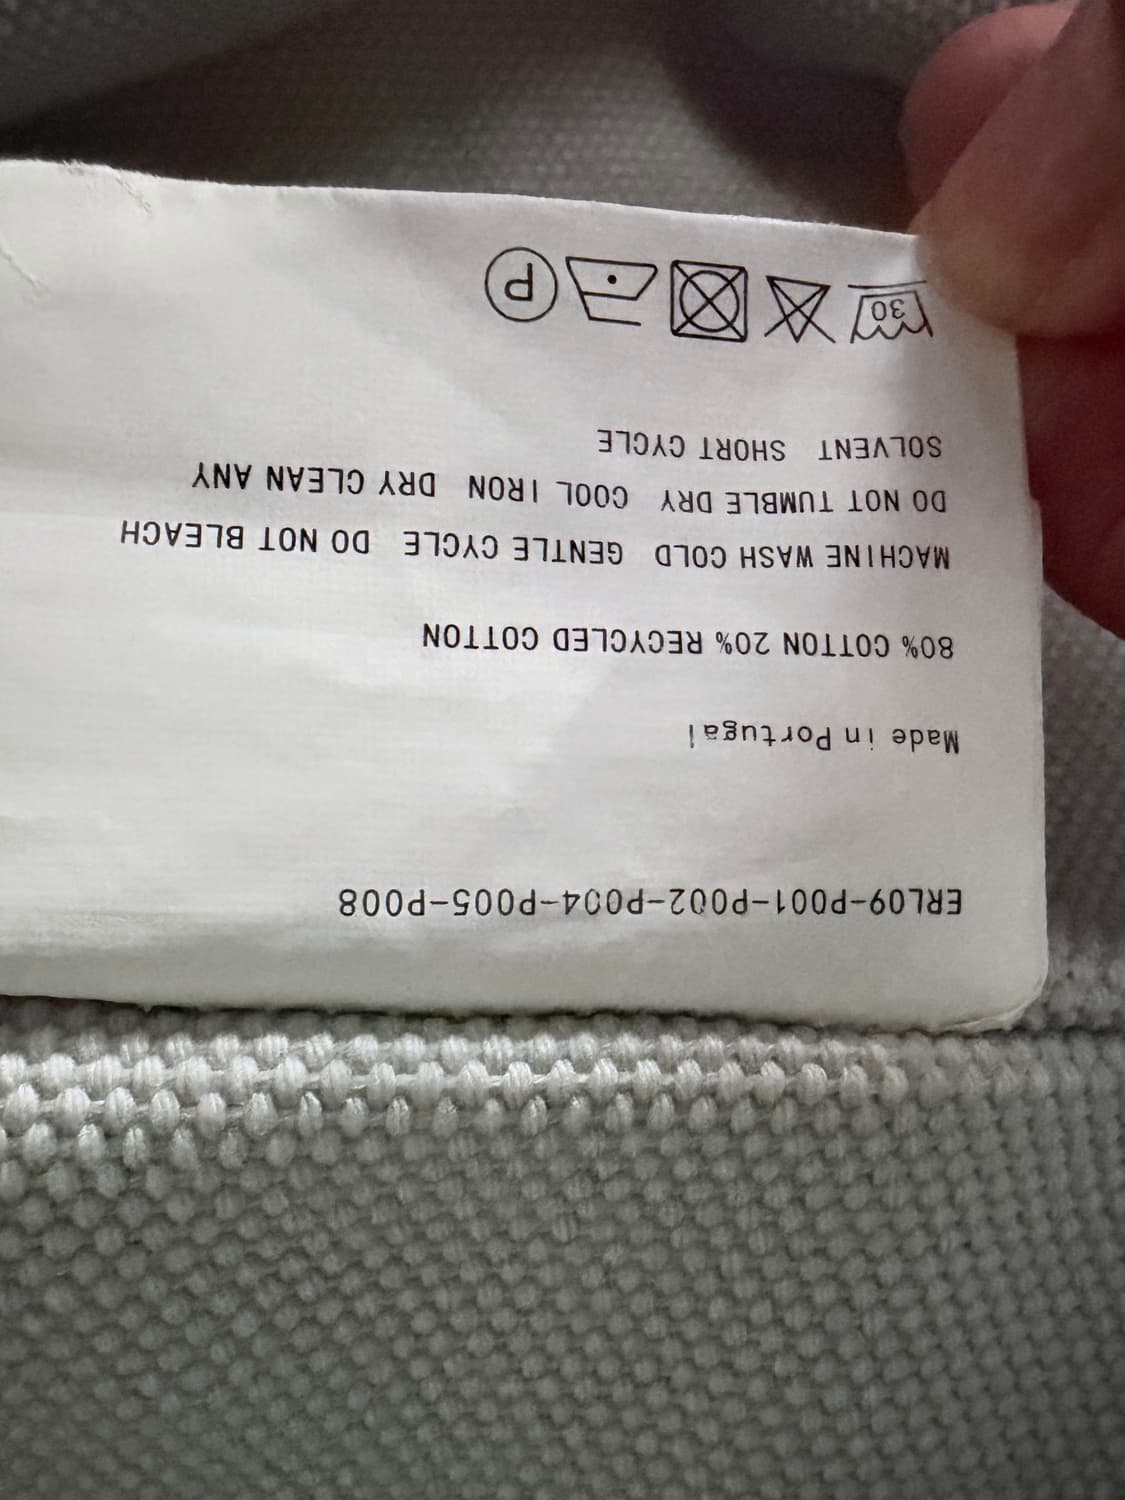 ERL09-P001-P002-P004-P005-P008
Made in Portugal
80% COTTON 20% RECYCLED COTTON
MACHINE WASH COLD GENTLE CYCLE DO NOT BLEACH
DO NOT TUMBLE DRY COOL IRON DRY CLEAN ANY
SOLVENT SHORT CYCLE
30 P